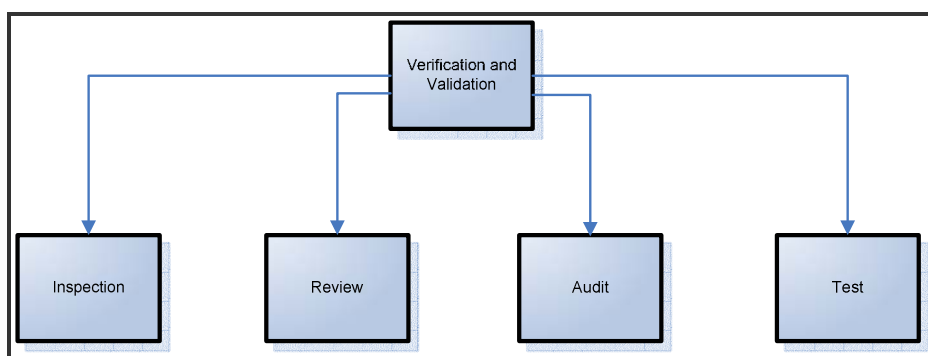 Verification and
Validation
Inspection
Review
Audit
Test